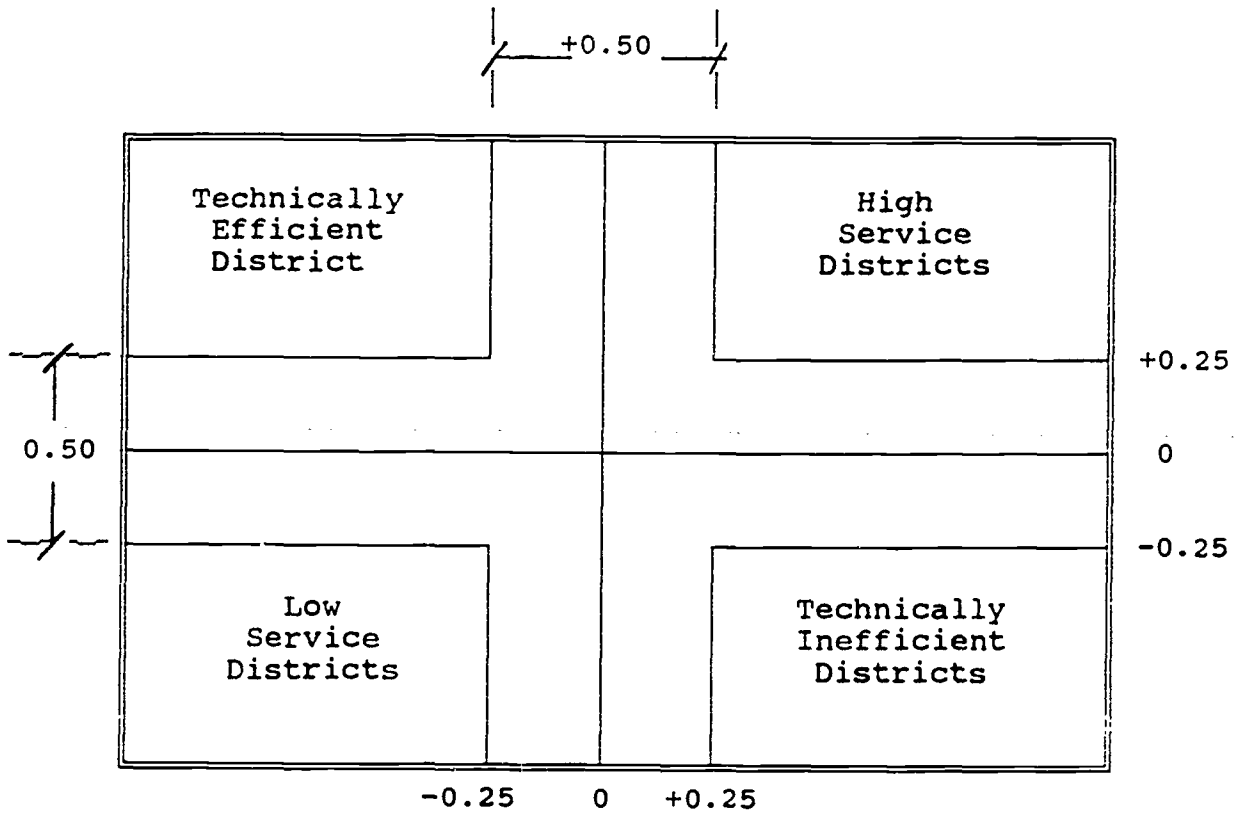 +0.50
Technically
Efficient
District
High
Service
Districts
+0.25
0.50
0
-0.25
Low
Service
Districts
Technically
Inefficient
Districts
-0.25 0 +0.25